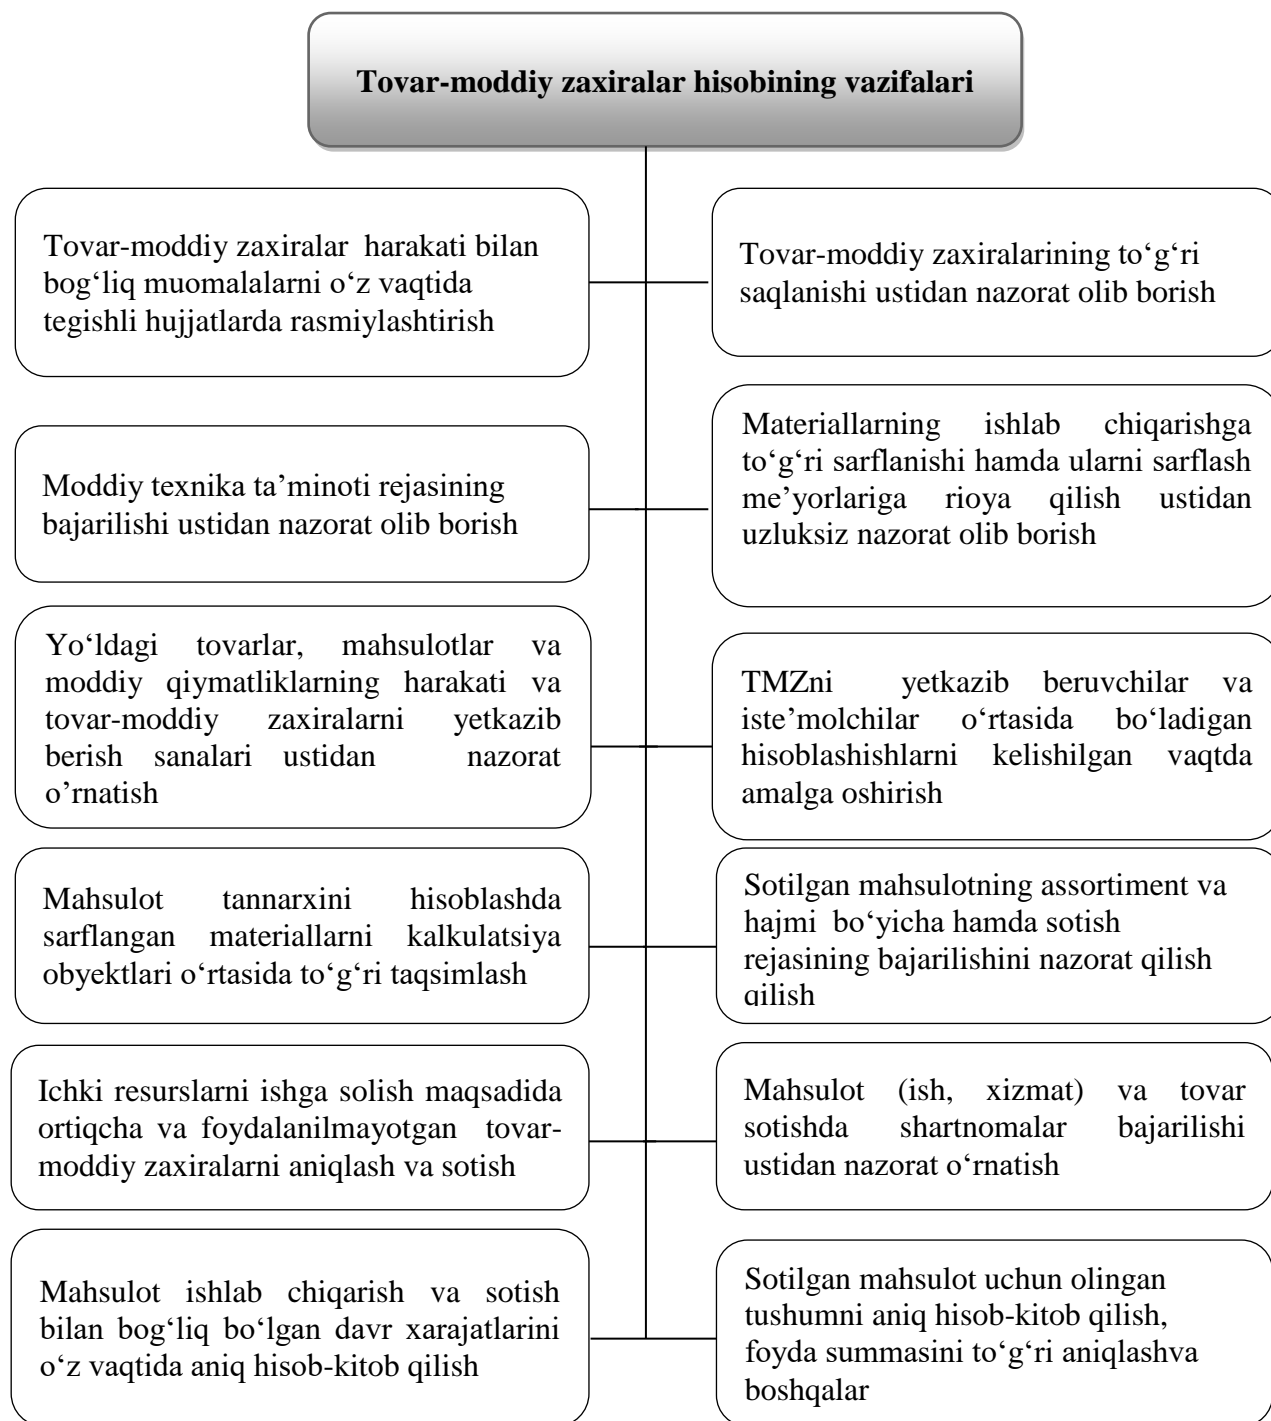 Tovar-moddiy zaxiralar hisobining vazifalari
Tovar-moddiy zaxiralar harakati bilan
bog‘liq muomalalarni o‘z vaqtida
tegishli hujjatlarda rasmiylashtirish
Tovar-moddiy zaxiralarining to‘g‘ri
saqlanishi ustidan nazorat olib borish
Moddiy texnika ta’minoti rejasining
bajarilishi ustidan nazorat olib borish
Materiallarning ishlab chiqarishga
to‘g‘ri sarflanishi hamda ularni sarflash
me’yorlariga rioya qilish ustidan
uzluksiz nazorat olib borish
Yo‘ldagi tovarlar, mahsulotlar va
moddiy qiymatliklarning harakati va
tovar-moddiy zaxiralarni yetkazib
berish sanalari ustidan nazorat
o’rnatish
TMZni yetkazib beruvchilar va
iste’molchilar o‘rtasida bo‘ladigan
hisoblashishlarni kelishilgan vaqtda
amalga oshirish
Mahsulot tannarxini hisoblashda
sarflangan materiallarni kalkulatsiya
obyektlari o‘rtasida to‘g‘ri taqsimlash
Sotilgan mahsulotning assortiment va
hajmi bo‘yicha hamda sotish
rejasining bajarilishini nazorat qilish
qilish
Ichki resurslarni ishga solish maqsadida
ortiqcha va foydalanilmayotgan tovar-
moddiy zaxiralarni aniqlash va sotish
Mahsulot (ish, xizmat) va tovar
sotishda shartnomalar bajarilishi
ustidan nazorat o‘rnatish
Mahsulot ishlab chiqarish va sotish
bilan bog‘liq bo‘lgan davr xarajatlarini
o‘z vaqtida aniq hisob-kitob qilish
Sotilgan mahsulot uchun olingan
tushumni aniq hisob-kitob qilish,
foyda summasini to‘g‘ri aniqlashva
boshqalar